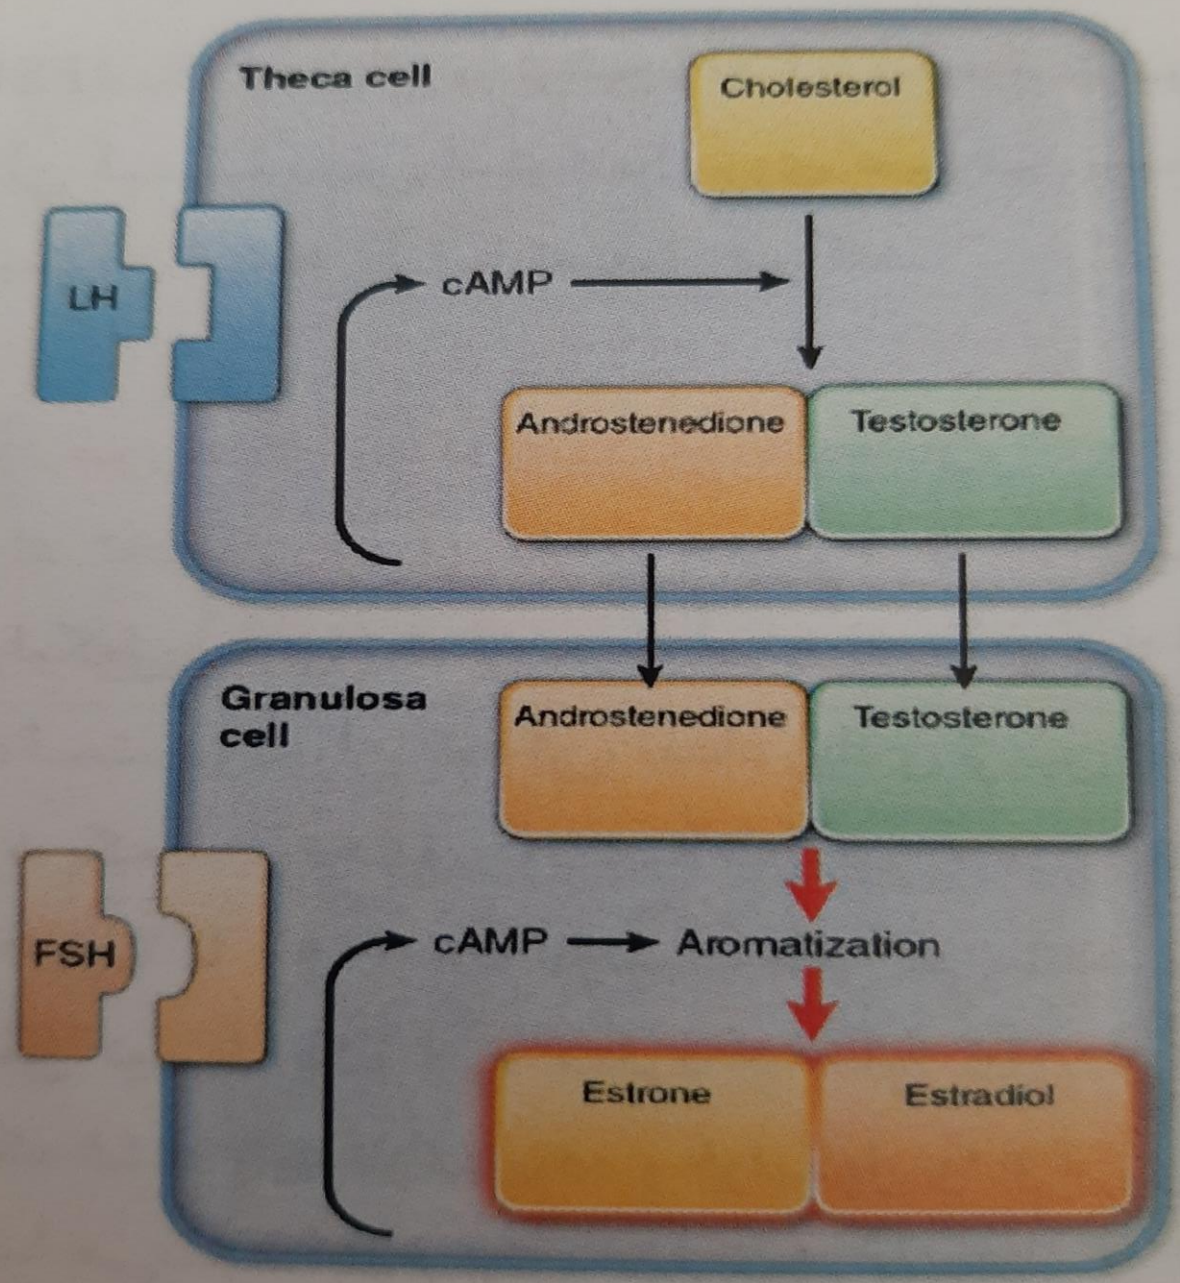 Theca cell
Cholesterol
LH
cAMP
Androstenedione
Testosterone
Granulosa
cell
Androstenedione
Testosterone
FSH
cAMP
Aromatization
Estrone
Estradiol